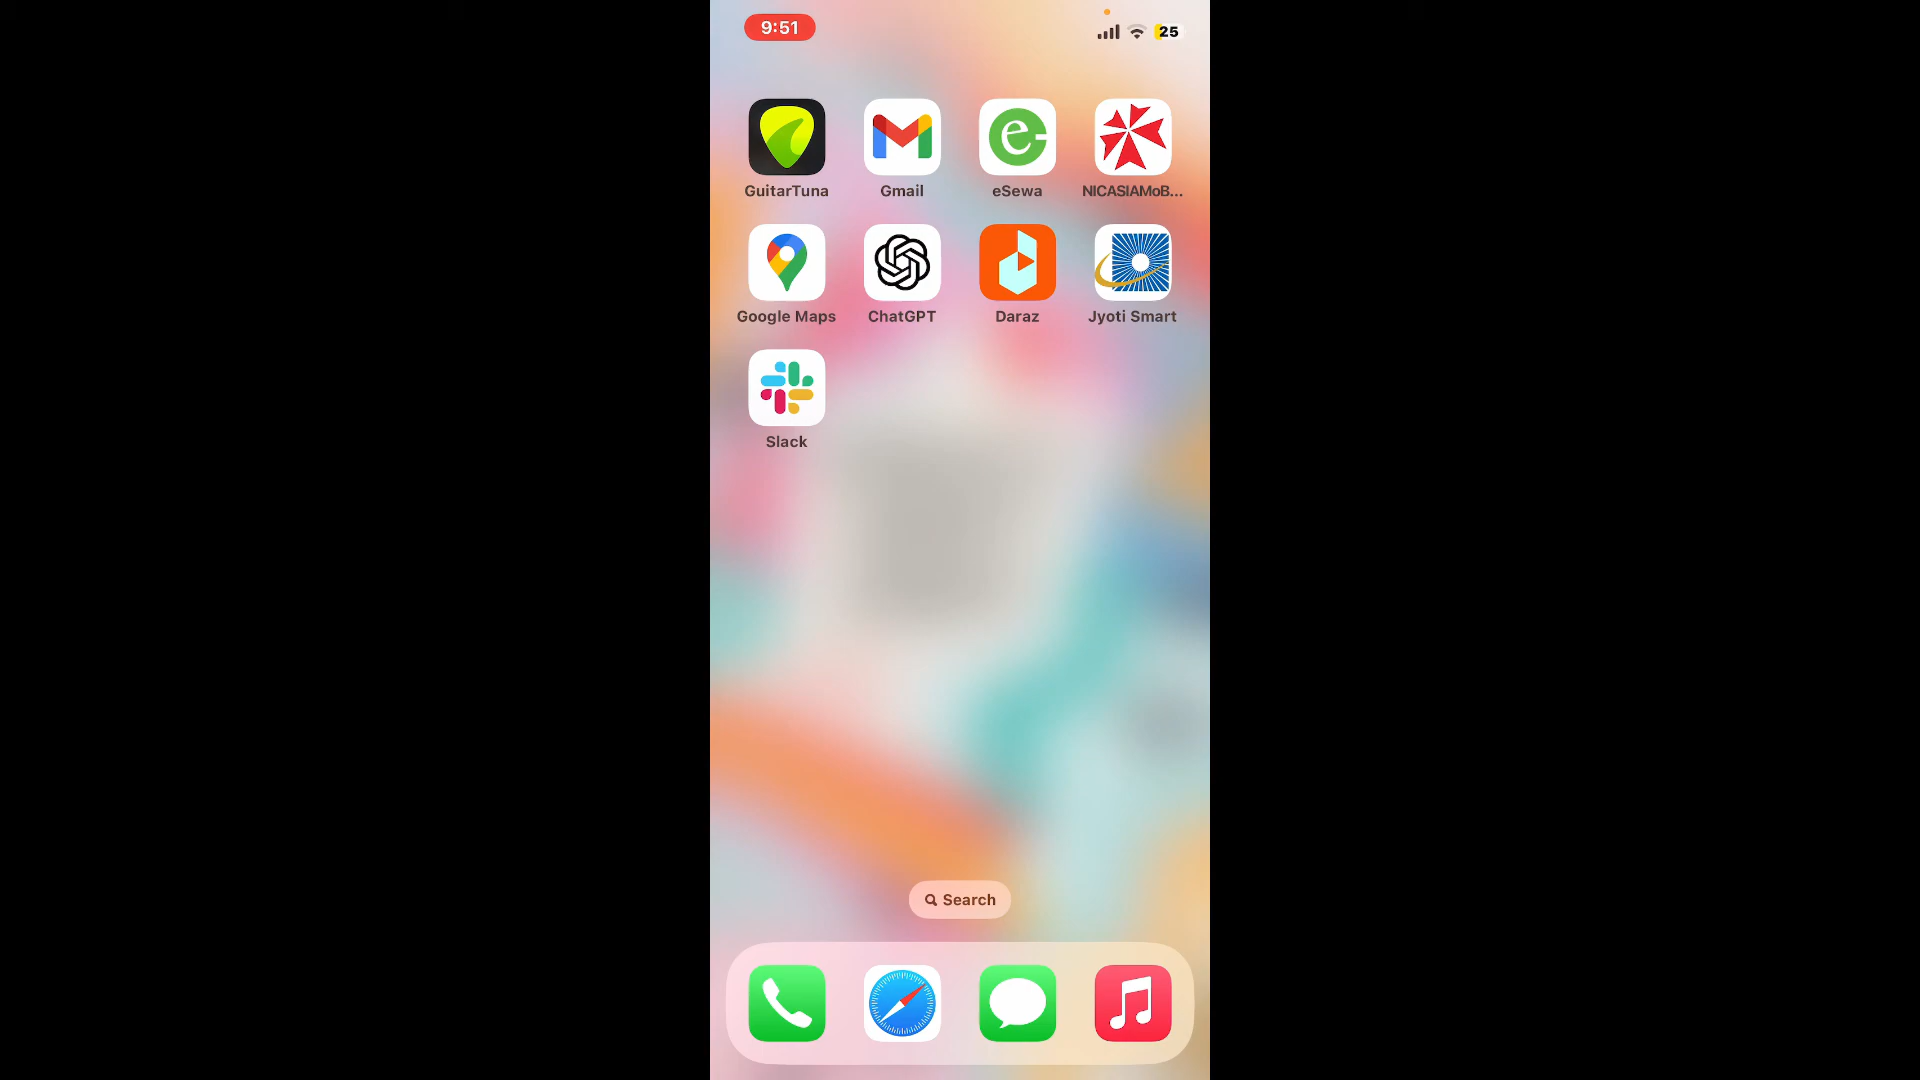 9:51 25
GuitarTuna Gmail eSewa NICASIAMoB...
Google Maps ChatGPT Daraz Jyoti Smart
Slack
Search